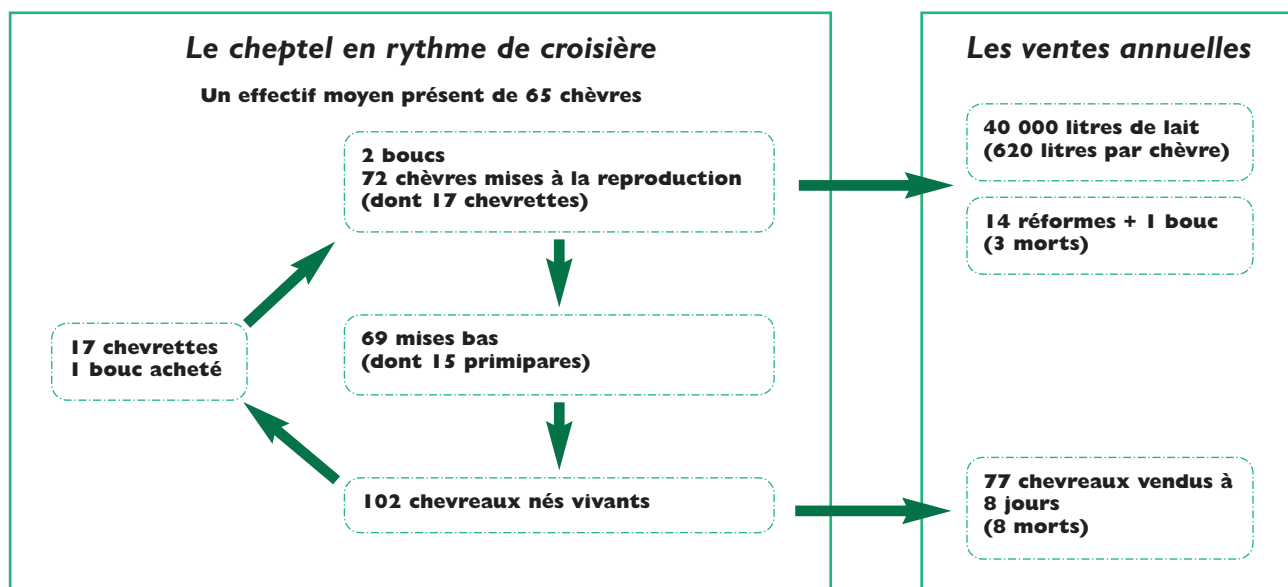 Le cheptel en rythme de croisière
Un effectif moyen présent de 65 chèvres
2 boucs
72 chèvres mises à la reproduction
(dont 17 chevrettes)
17 chevrettes
1 bouc acheté
69 mises bas
(dont 15 primipares)
102 chevreaux nés vivants
Les ventes annuelles
40 000 litres de lait
(620 litres par chèvre)
14 réformes + 1 bouc
(3 morts)
77 chevreaux vendus à
8 jours
(8 morts)